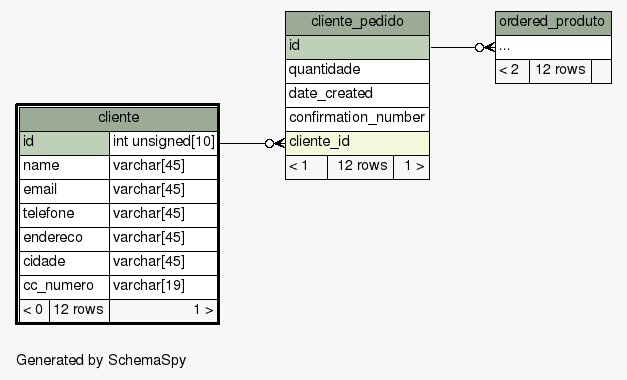 cliente_pedido
id
quantidade
date_created
confirmation_number
cliente_id
< 1 12 rows 1 >
ordered_produto
...
< 2 12 rows
cliente
id int unsigned[10]
name varchar[45]
email varchar[45]
telefone varchar[45]
endereco varchar[45]
cidade varchar[45]
cc_numero varchar[19]
< 0 12 rows 1 >
Generated by SchemaSpy